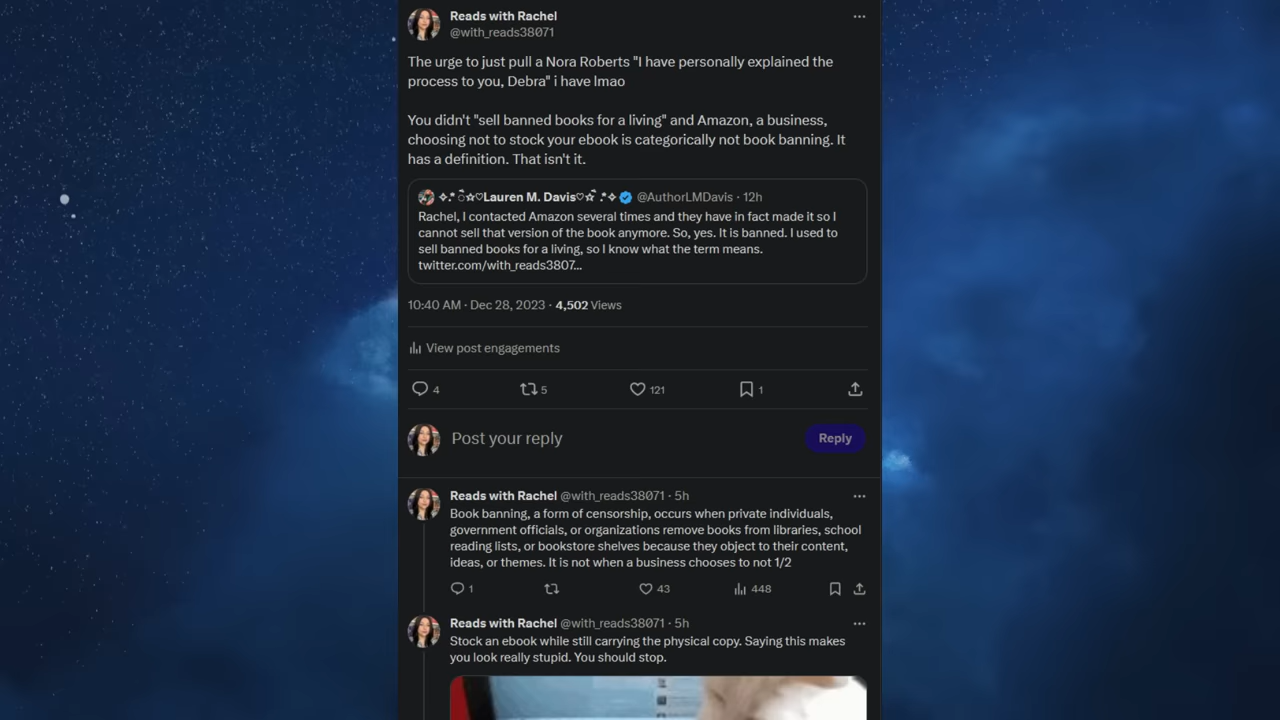 Reads with Rachel
@with_reads38071
The urge to just pull a Nora Roberts "I have personally explained the
process to you, Debra" i have lmao
You didn't "sell banned books for a living" and Amazon, a business,
choosing not to stock your ebook is categorically not book banning. It
has a definition. That isn't it.
✧.* ☆♡Lauren M. Davis♡☆ .*✧ @AuthorLMDavis · 12h
Rachel, I contacted Amazon several times and they have in fact made it so I
cannot sell that version of the book anymore. So, yes. It is banned. I used to
sell banned books for a living, so I know what the term means.
twitter.com/with_reads3807...
10:40 AM · Dec 28, 2023 · 4,502 Views
View post engagements
4 5 121 1
Post your reply Reply
Reads with Rachel @with_reads38071 · 5h
Book banning, a form of censorship, occurs when private individuals,
government officials, or organizations remove books from libraries, school
reading lists, or bookstore shelves because they object to their content,
ideas, or themes. It is not when a business chooses to not 1/2
1 43 448
Reads with Rachel @with_reads38071 · 5h
Stock an ebook while still carrying the physical copy. Saying this makes
you look really stupid. You should stop.